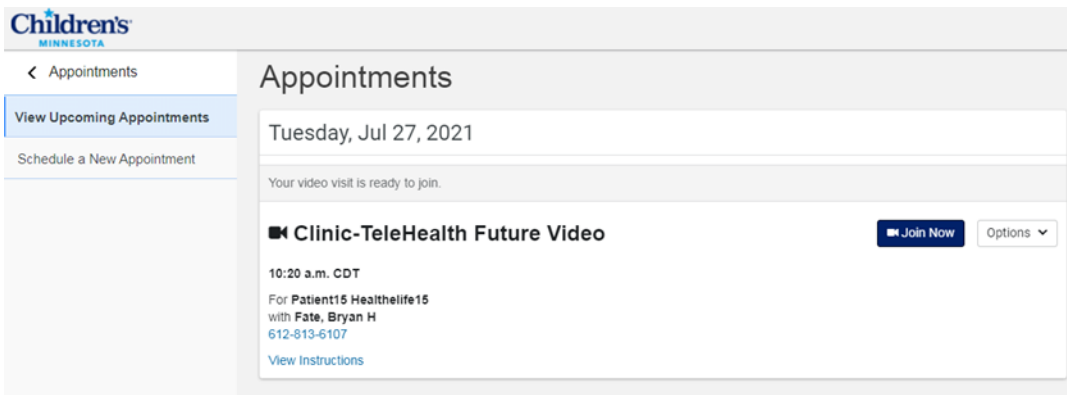 Children's
MINNESOTA
Appointments
View Upcoming Appointments
Schedule a New Appointment
Appointments
Tuesday, Jul 27, 2021
Your video visit is ready to join.
Clinic-TeleHealth Future Video
Join Now
Options
10:20 a.m. CDT
For Patient15 Healthelife15
with Fate, Bryan H
612-813-6107
View Instructions